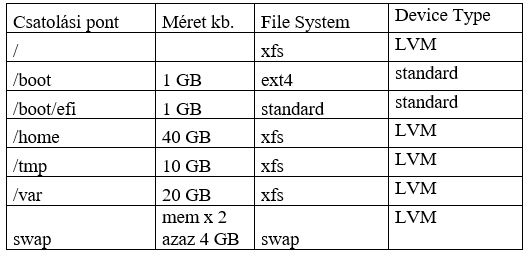 Csatolási pont Méret kb. File System Device Type
/ xfs LVM
/boot 1 GB ext4 standard
/boot/efi 1 GB standard standard
/home 40 GB xfs LVM
/tmp 10 GB xfs LVM
/var 20 GB xfs LVM
mem x 2 LVM
swap azaz 4 GB swap